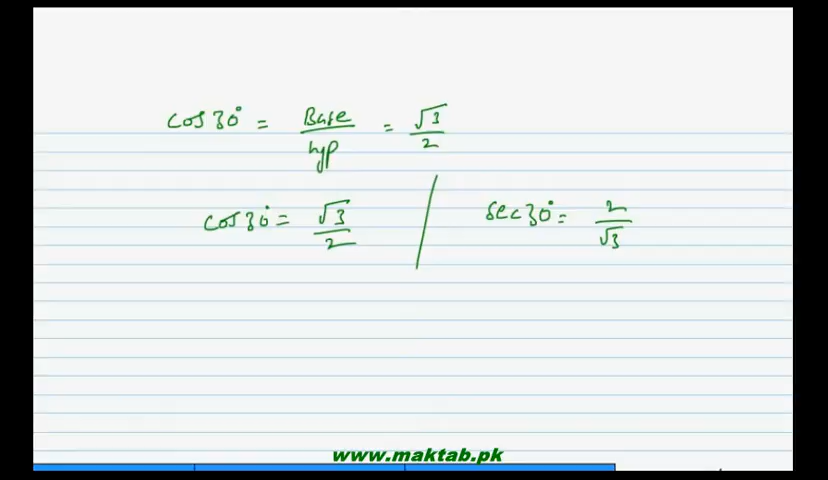 cos 30° = Base / hyp = √3 / 2
cos 30° = √3 / 2 / sec 30° = 2 / √3
www.maktab.pk